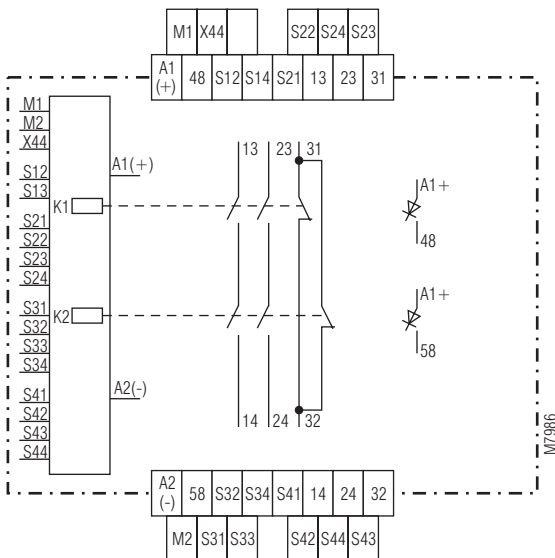 M1 X44 S22 S24 S23
A1 (+) 48 S12 S14 S21 13 23 31
M1
M2
X44
S12
S13
S21
S22
S23
S24
S31
S32
S33
S34
S41
S42
S43
S44
K1
K2
A1(+)
A2(-)
13 23 31
14 24 32
A1+
48
A1+
58
M7986
A2 (-) 58 S32 S34 S41 14 24 32
M2 S31 S33 S42 S44 S43